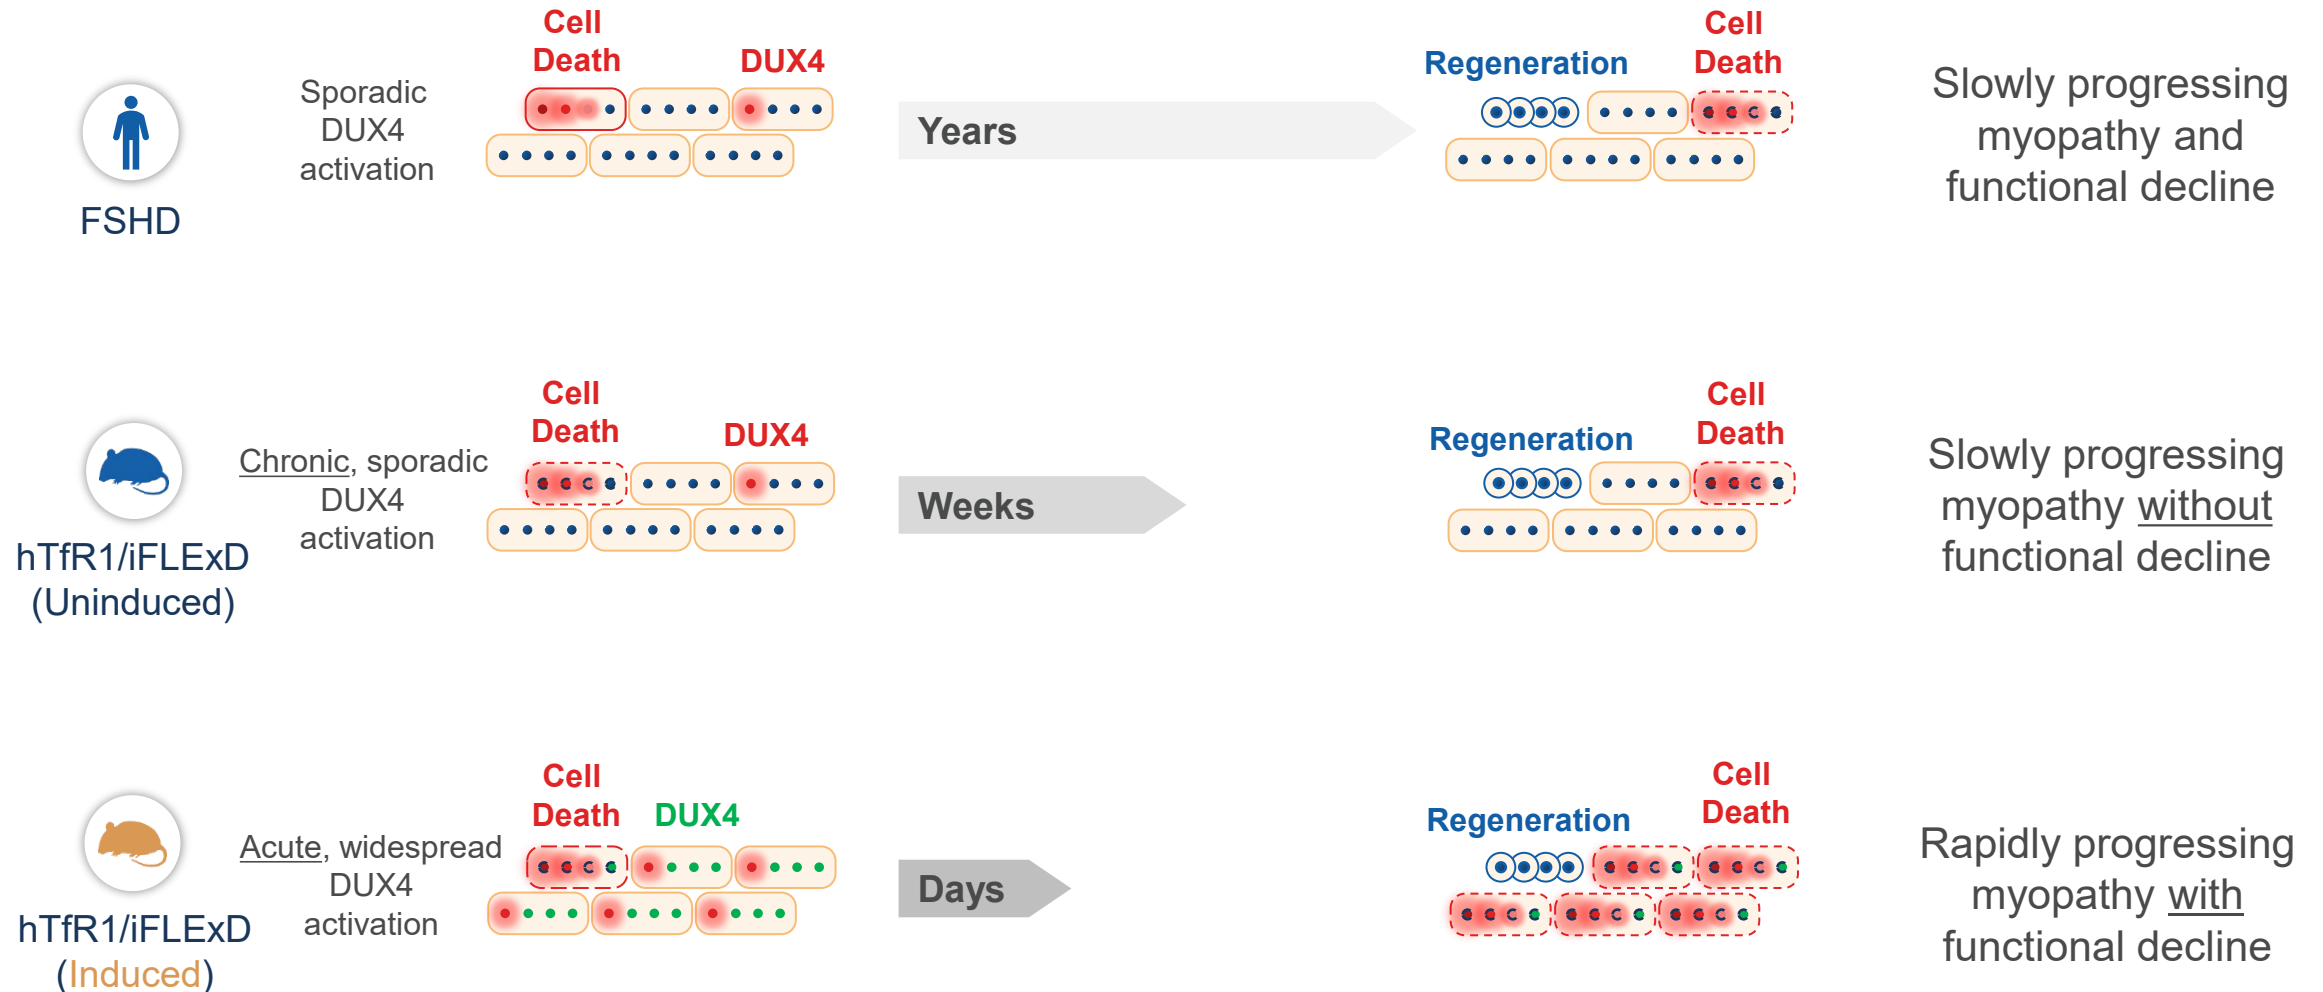 FSHD
Sporadic
DUX4
activation
Cell
Death
DUX4
Years
Regeneration
Cell
Death
Slowly progressing
myopathy and
functional decline
hTfR1/iFLExD
(Uninduced)
Chronic, sporadic
DUX4
activation
Cell
Death
DUX4
Weeks
Regeneration
Cell
Death
Slowly progressing
myopathy without
functional decline
hTfR1/iFLExD
(Induced)
Acute, widespread
DUX4
activation
Cell
Death
DUX4
Days
Regeneration
Cell
Death
Rapidly progressing
myopathy with
functional decline